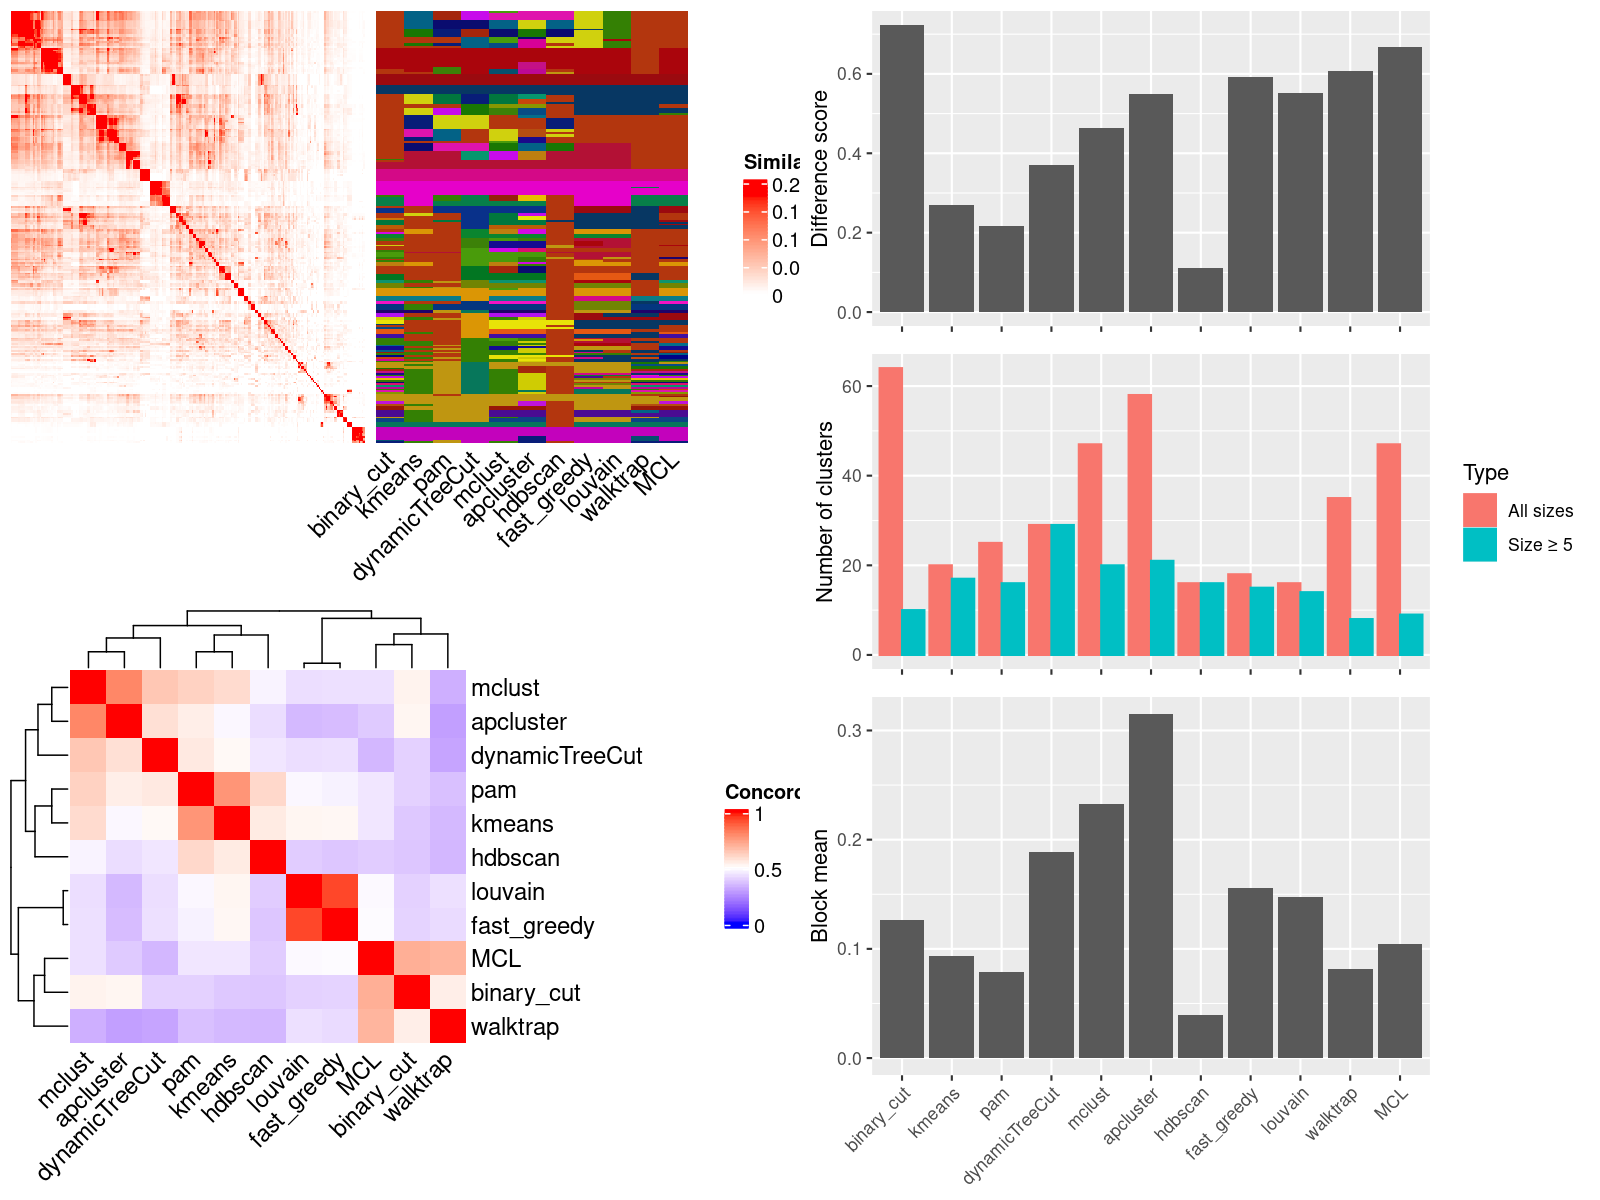 Simila
0.2
0.1
0.1
0.0
0
binary_cut
kmeans
pam
dynamicTreeCut
mclust
apcluster
hdbscan
fast_greedy
louvain
walktrap
MCL
mclust
apcluster
dynamicTreeCut
pam
kmeans
hdbscan
louvain
fast_greedy
MCL
binary_cut
walktrap
mclust
apcluster
dynamicTreeCut
pam
kmeans
hdbscan
louvain
fast_greedy
MCL
binary_cut
walktrap
Concord
1
0.5
0
Difference score
0.6
0.4
0.2
0.0
Number of clusters
60
40
20
0
Type
All sizes
Size ≥ 5
Block mean
0.3
0.2
0.1
0.0
binary_cut
kmeans
pam
dynamicTreeCut
mclust
apcluster
hdbscan
fast_greedy
louvain
walktrap
MCL